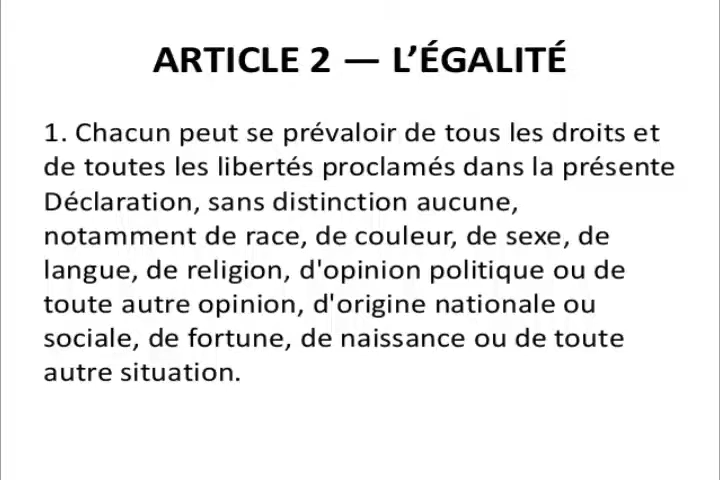 ARTICLE 2 — L’ÉGALITÉ
1. Chacun peut se prévaloir de tous les droits et
de toutes les libertés proclamés dans la présente
Déclaration, sans distinction aucune,
notamment de race, de couleur, de sexe, de
langue, de religion, d'opinion politique ou de
toute autre opinion, d'origine nationale ou
sociale, de fortune, de naissance ou de toute
autre situation.